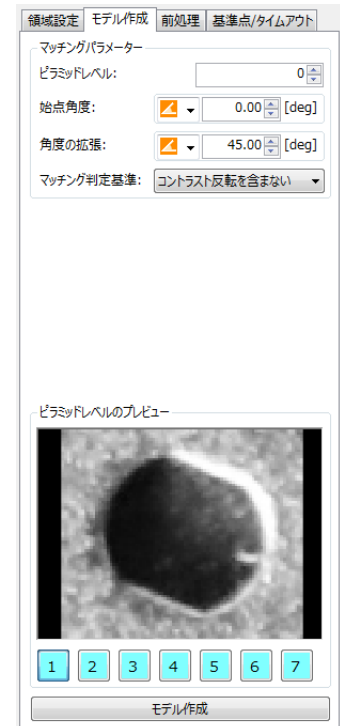 領域設定 モデル作成 前処理 基準点/タイムアウト
マッチングパラメーター
ピラミッドレベル: 0
始点角度: 0.00 [deg]
角度の拡張: 45.00 [deg]
マッチング判定基準: コントラスト反転を含まない
ピラミッドレベルのプレビュー
1 2 3 4 5 6 7
モデル作成